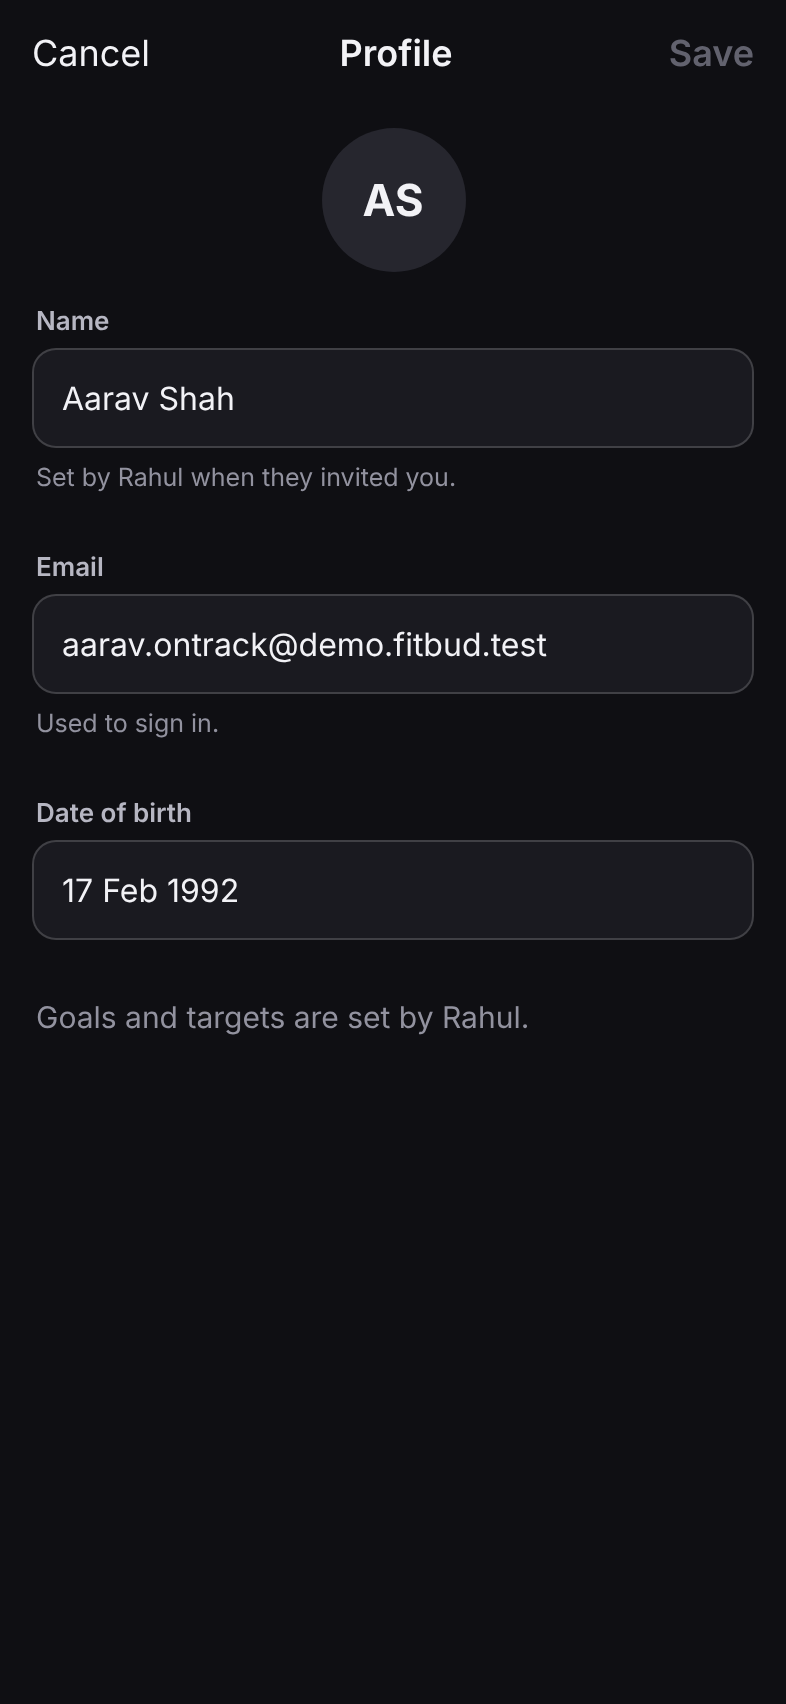 Cancel
Profile
Save
AS
Name
Aarav Shah
Set by Rahul when they invited you.
Email
aarav.ontrack@demo.fitbud.test
Used to sign in.
Date of birth
17 Feb 1992
Goals and targets are set by Rahul.